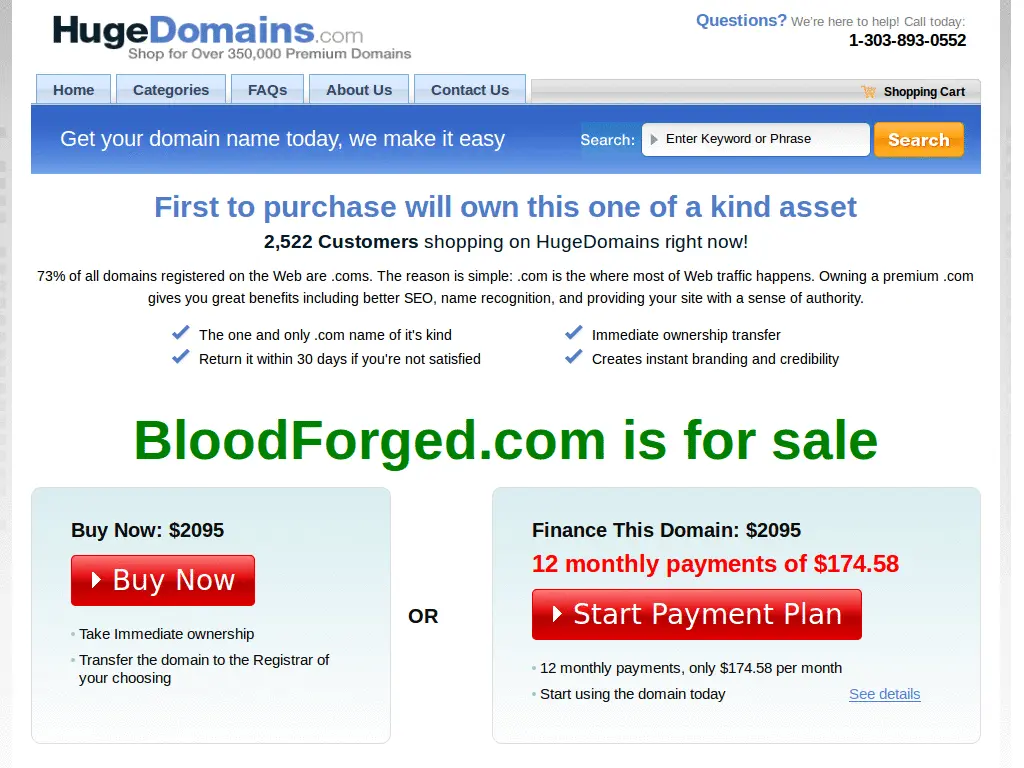 HugeDomains.com
Shop for Over 350,000 Premium Domains
Questions? We're here to help! Call today:
1-303-893-0552
Home Categories FAQs About Us Contact Us Shopping Cart
Get your domain name today, we make it easy Search: Enter Keyword or Phrase Search
First to purchase will own this one of a kind asset
2,522 Customers shopping on HugeDomains right now!
73% of all domains registered on the Web are .coms. The reason is simple: .com is the where most of Web traffic happens. Owning a premium .com
gives you great benefits including better SEO, name recognition, and providing your site with a sense of authority.
The one and only .com name of it's kind
Return it within 30 days if you're not satisfied
Immediate ownership transfer
Creates instant branding and credibility
BloodForged.com is for sale
Buy Now: $2095
Buy Now
Take Immediate ownership
Transfer the domain to the Registrar of
your choosing
OR
Finance This Domain: $2095
12 monthly payments of $174.58
Start Payment Plan
12 monthly payments, only $174.58 per month
Start using the domain today See details